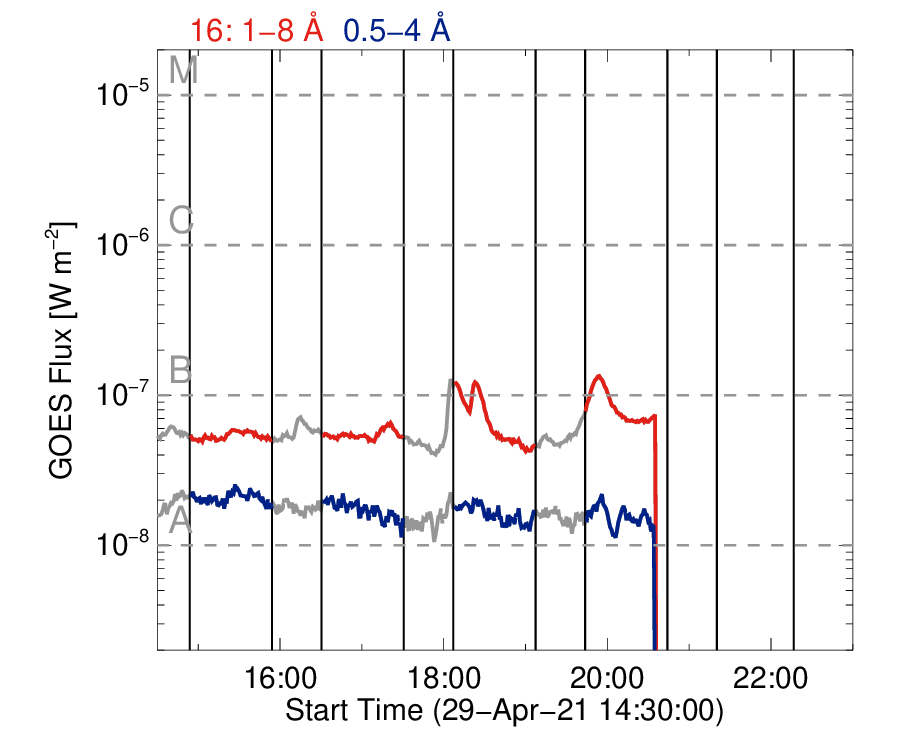 16: 1−8 Å 0.5−4 Å
M
10⁻⁵
C
10⁻⁶
B
10⁻⁷
A
10⁻⁸
GOES Flux [W m⁻²]
16:00 18:00 20:00 22:00
Start Time (29−Apr−21 14:30:00)